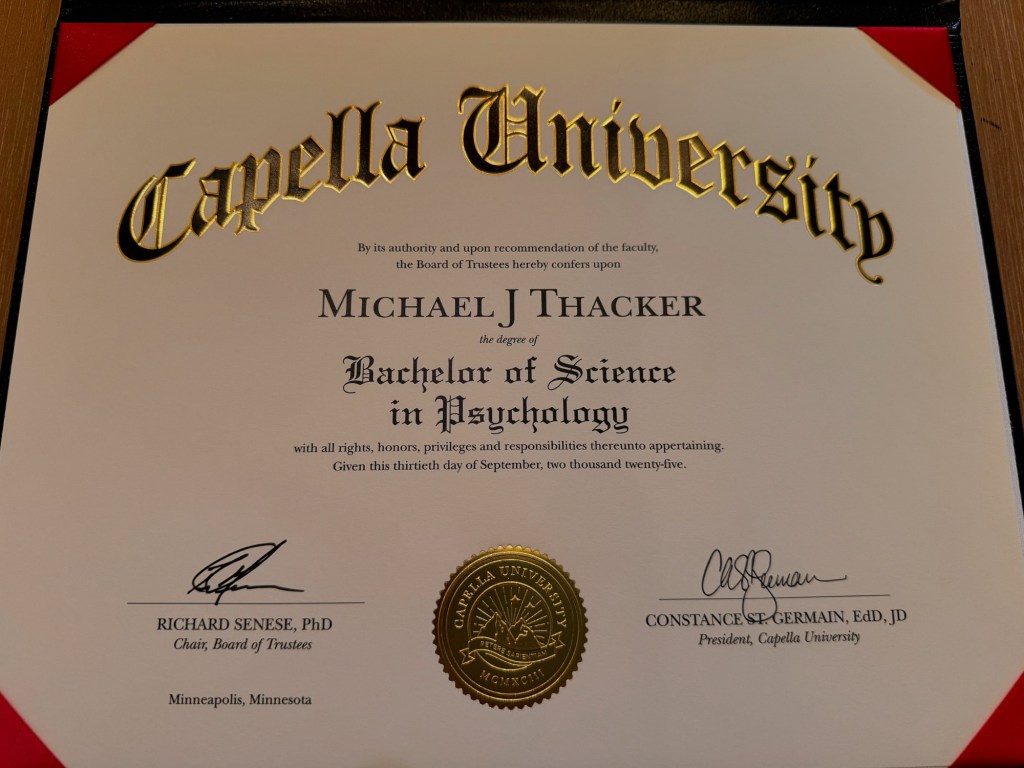 Capella University
By its authority and upon recommendation of the faculty,
the Board of Trustees hereby confers upon
Michael J Thacker
the degree of
Bachelor of Science
in Psychology
with all rights, honors, privileges and responsibilities thereunto appertaining.
Given this thirtieth day of September, two thousand twenty-five.
RICHARD SENESE, PhD
Chair, Board of Trustees
Minneapolis, Minnesota
CAPELLA UNIVERSITY
PETERE SAPIENTIAM
MCMXCIII
CONSTANCE ST. GERMAIN, EdD, JD
President, Capella University